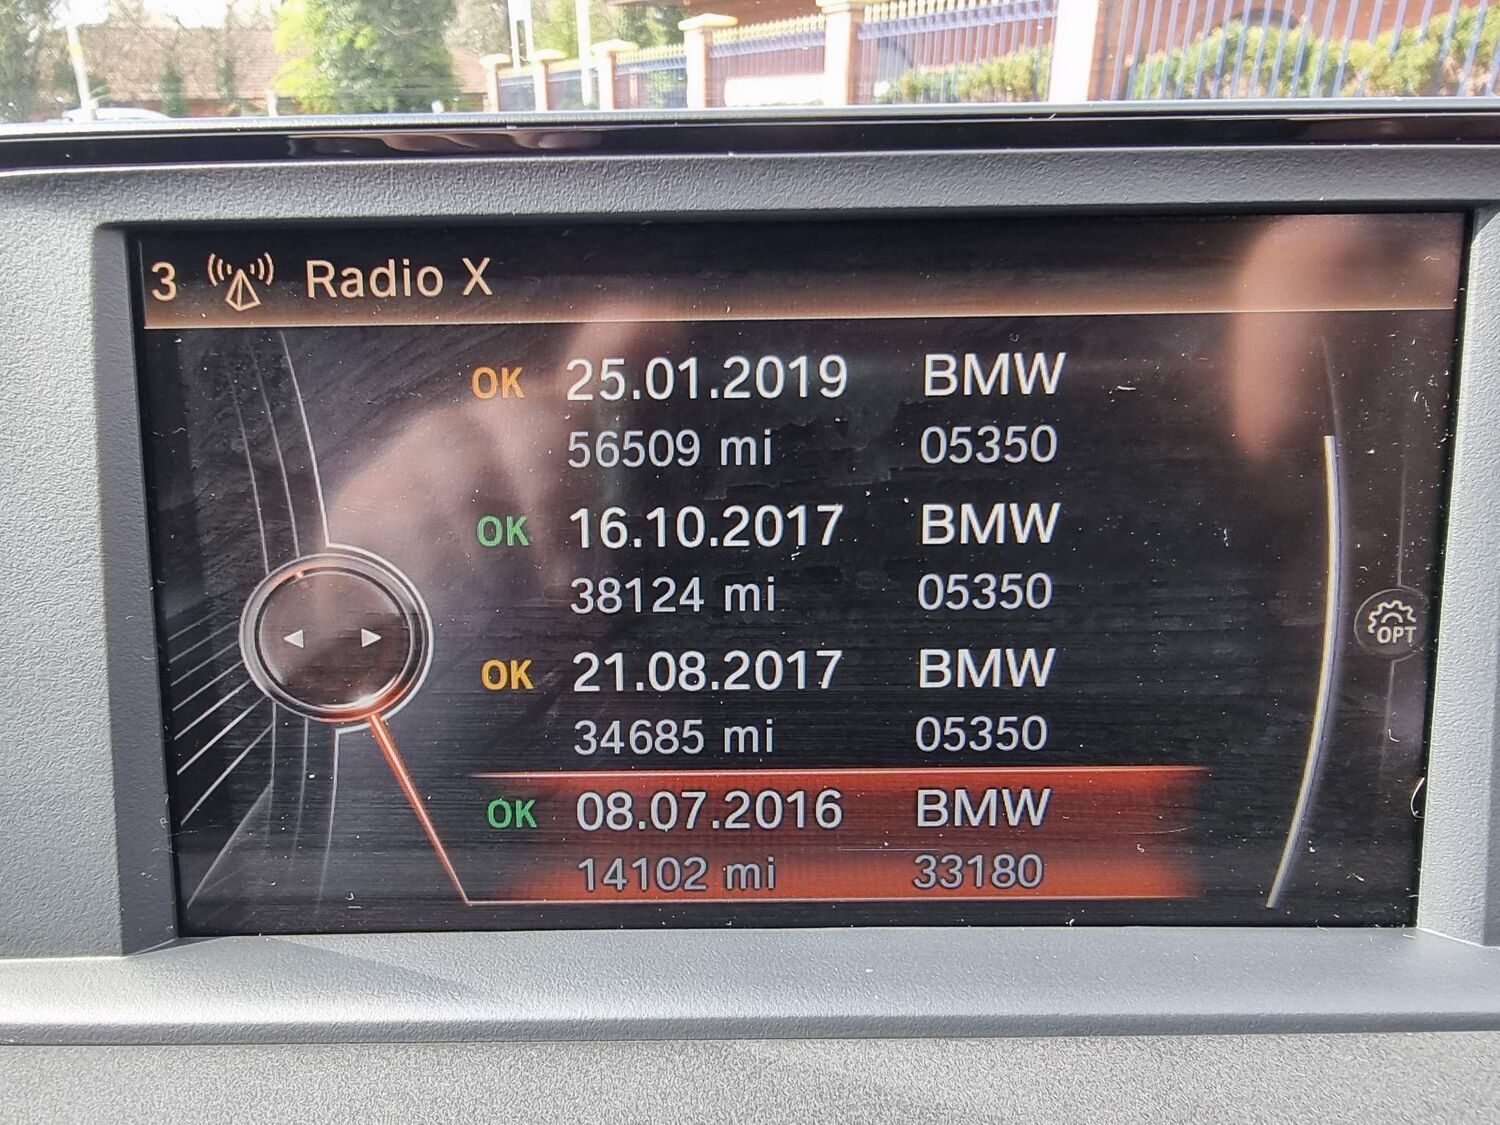 3 Radio X
OK 25.01.2019 BMW
56509 mi 05350
OK 16.10.2017 BMW
38124 mi 05350
OK 21.08.2017 BMW
34685 mi 05350
OPT
OK 08.07.2016 BMW
14102 mi 33180